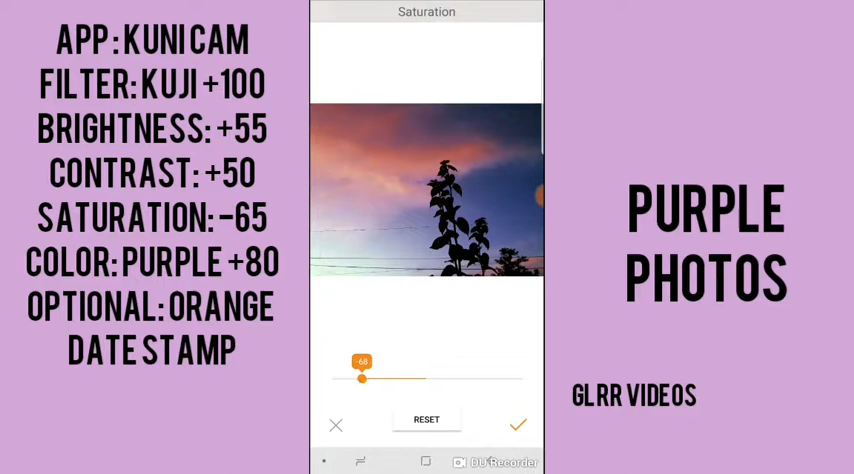 APP : KUNI CAM
FILTER: KUJI +100
BRIGHTNESS: +55
CONTRAST: +50
SATURATION: -65
COLOR: PURPLE +80
OPTIONAL: ORANGE
DATE STAMP
Saturation
-68
RESET
DU Recorder
PURPLE
PHOTOS
GLRR VIDEOS